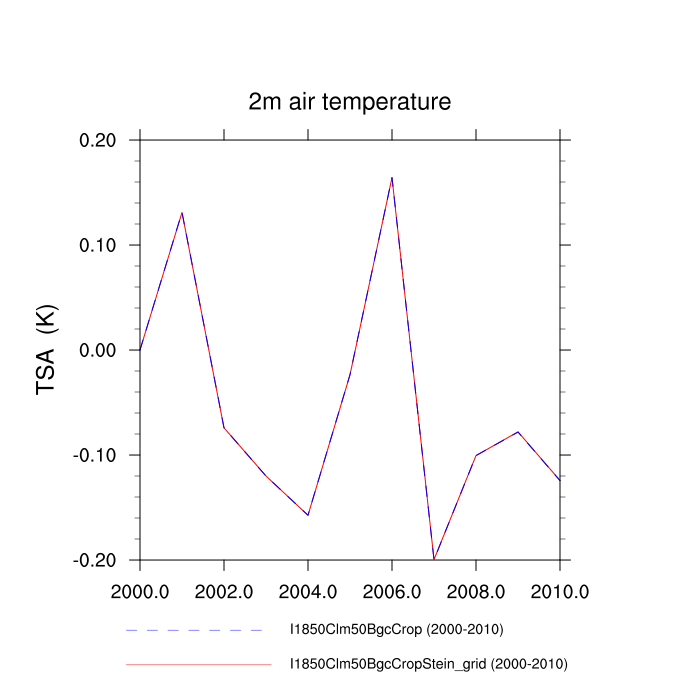 2m air temperature
0.20
0.10
0.00
-0.10
-0.20
TSA (K)
2000.0 2002.0 2004.0 2006.0 2008.0 2010.0
I1850Clm50BgcCrop (2000-2010)
I1850Clm50BgcCropStein_grid (2000-2010)